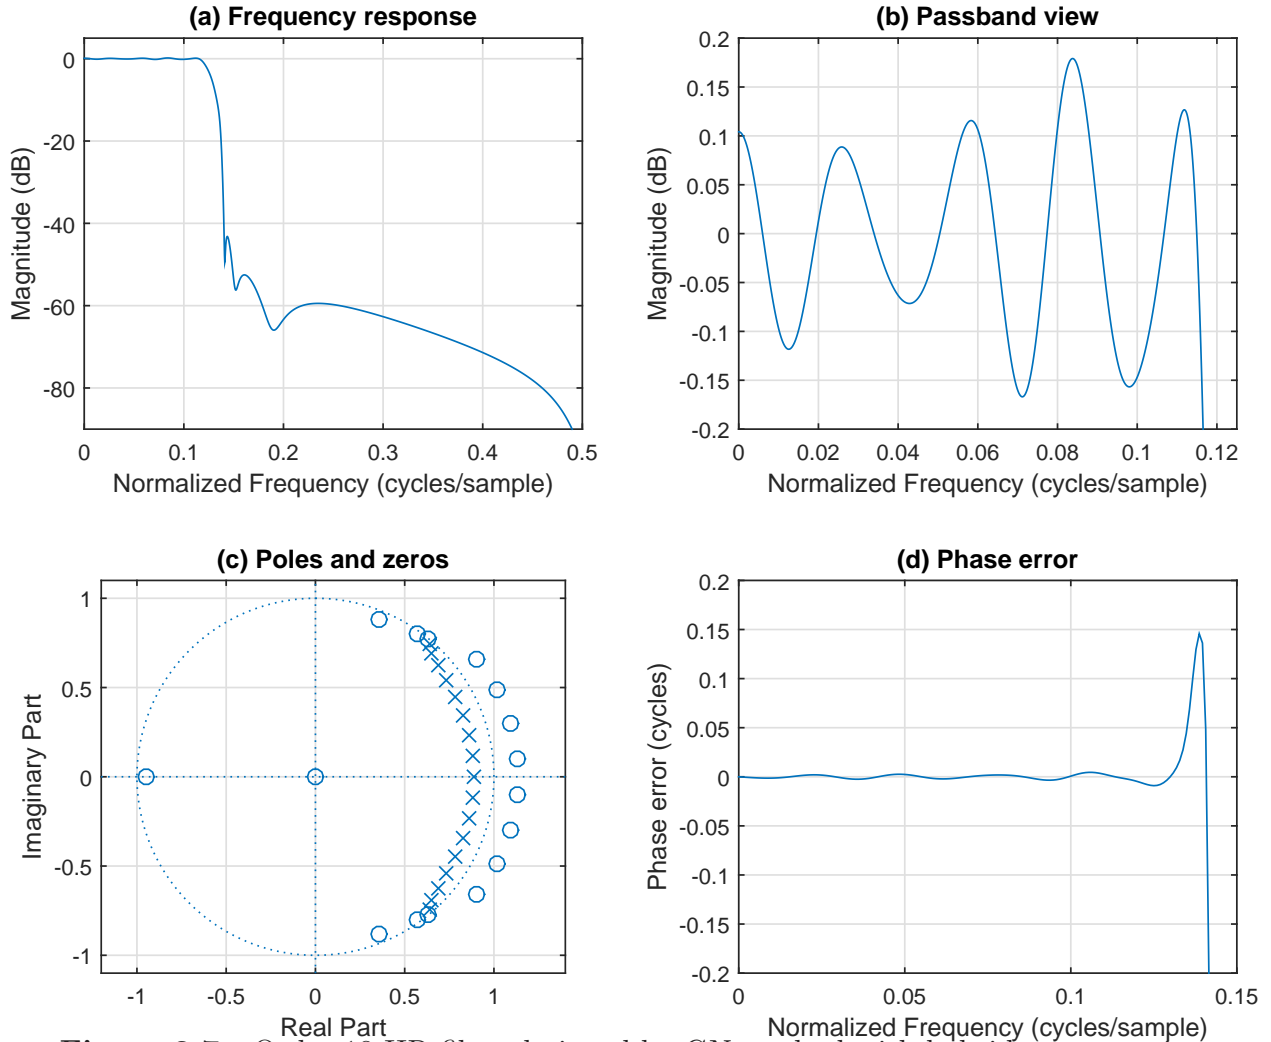 (a) Frequency response
0
-20
-40
-60
-80
Magnitude (dB)
0 0.1 0.2 0.3 0.4 0.5
Normalized Frequency (cycles/sample)
(b) Passband view
0.2
0.15
0.1
0.05
0
-0.05
-0.1
-0.15
-0.2
Magnitude (dB)
0 0.02 0.04 0.06 0.08 0.1 0.12
Normalized Frequency (cycles/sample)
(c) Poles and zeros
1
0.5
0
-0.5
-1
Imaginary Part
-1 -0.5 0 0.5 1
Real Part
(d) Phase error
0.2
0.15
0.1
0.05
0
-0.05
-0.1
-0.15
-0.2
Phase error (cycles)
0 0.05 0.1 0.15
Normalized Frequency (cycles/sample)